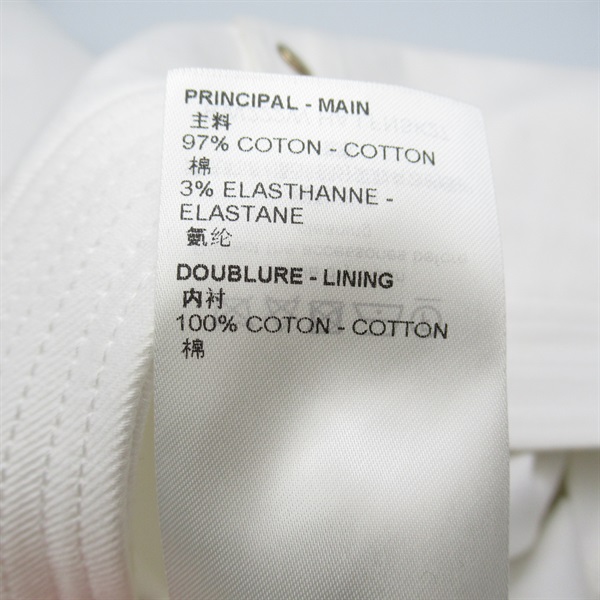 PRINCIPAL - MAIN
主料
97% COTON - COTTON
棉
3% ELASTHANNE -
ELASTANE
氨纶
DOUBLURE - LINING
内衬
100% COTON - COTTON
棉